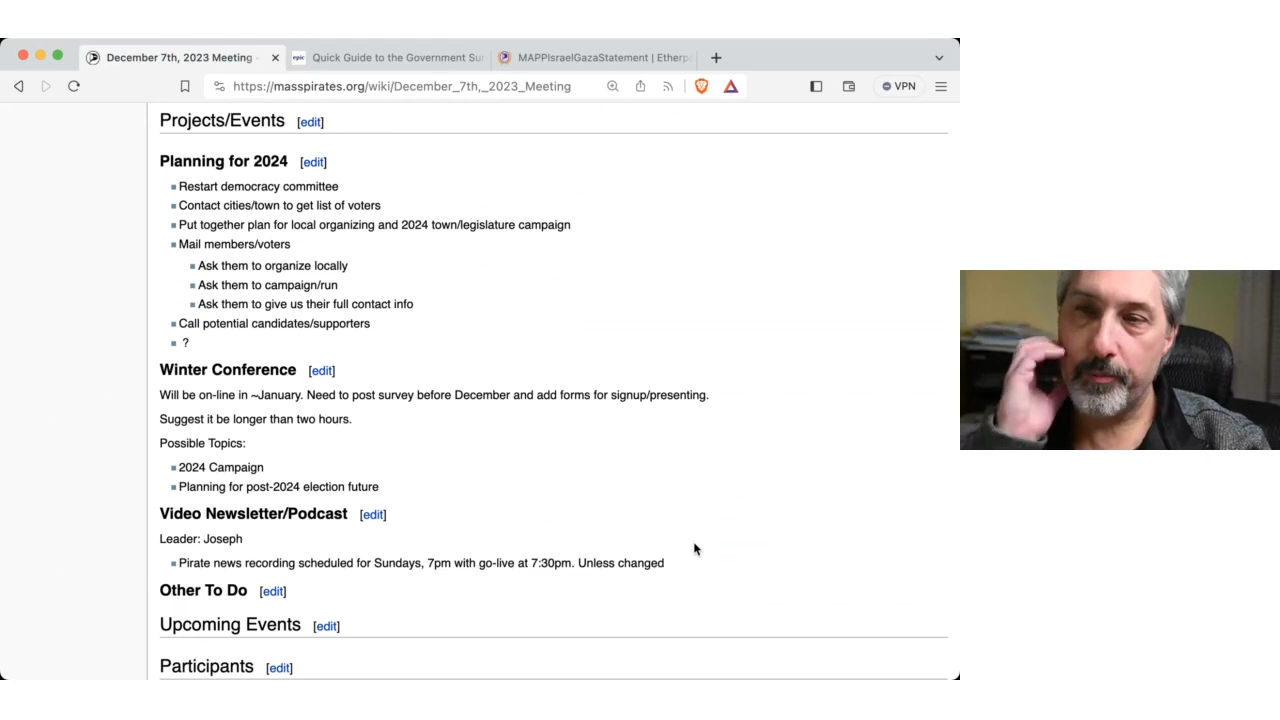 December 7th, 2023 Meeting -
epic Quick Guide to the Government Sur
MAPPIsraelGazaStatement | Etherp
https://masspirates.org/wiki/December_7th,_2023_Meeting
VPN
Projects/Events [edit]
Planning for 2024 [edit]
Restart democracy committee
Contact cities/town to get list of voters
Put together plan for local organizing and 2024 town/legislature campaign
Mail members/voters
Ask them to organize locally
Ask them to campaign/run
Ask them to give us their full contact info
Call potential candidates/supporters
?
Winter Conference [edit]
Will be on-line in ~January. Need to post survey before December and add forms for signup/presenting.
Suggest it be longer than two hours.
Possible Topics:
2024 Campaign
Planning for post-2024 election future
Video Newsletter/Podcast [edit]
Leader: Joseph
Pirate news recording scheduled for Sundays, 7pm with go-live at 7:30pm. Unless changed
Other To Do [edit]
Upcoming Events [edit]
Participants [edit]